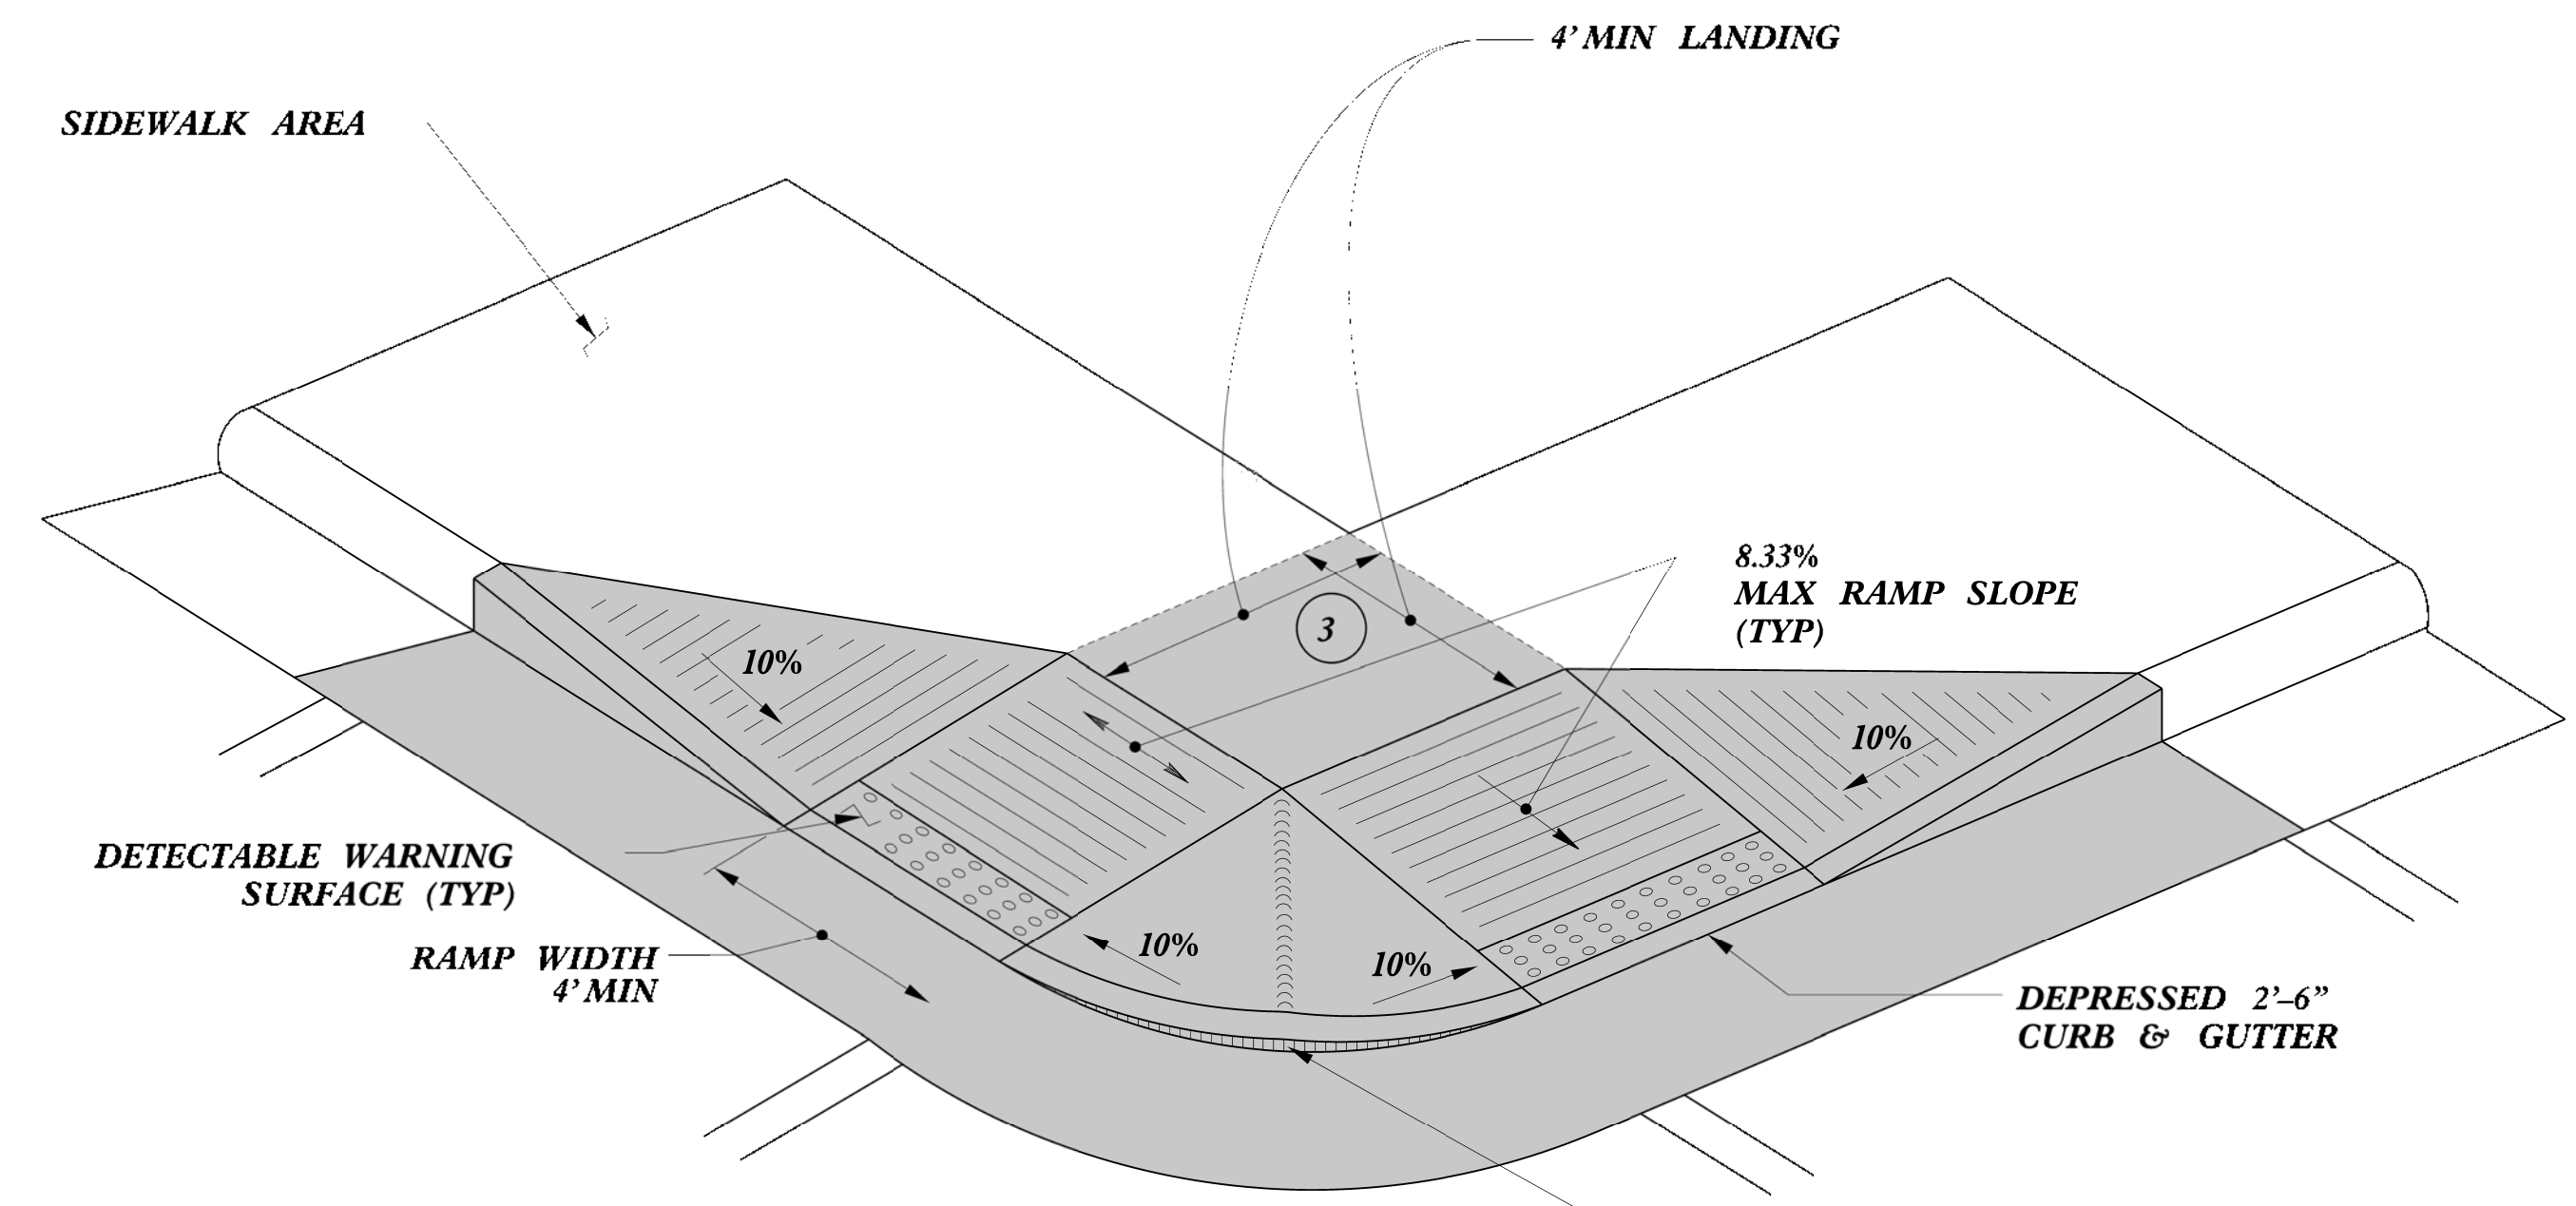 4’ MIN LANDING
SIDEWALK AREA
8.33%
MAX RAMP SLOPE
(TYP)
3
10%
10%
DETECTABLE WARNING
SURFACE (TYP)
RAMP WIDTH
4’ MIN
10%
10%
DEPRESSED 2’–6”
CURB & GUTTER